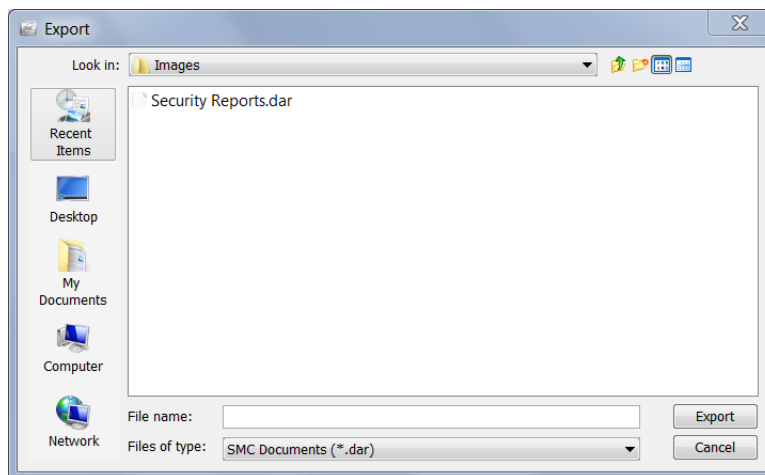 Export
Look in:
Images
Security Reports.dar
Recent
Items
Desktop
My
Documents
Computer
Network
File name:
Export
Files of type:
SMC Documents (*.dar)
Cancel